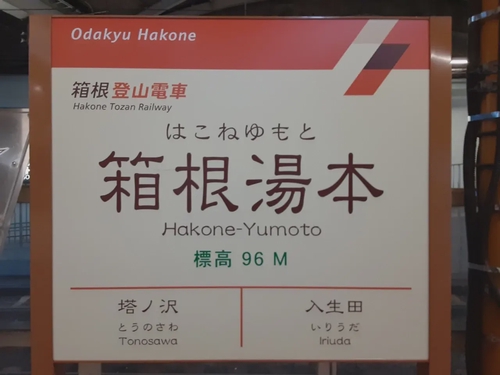 Odakyu Hakone
箱根 登山電車
Hakone Tozan Railway
はこねゆもと
箱根湯本
Hakone-Yumoto
標高 96 M
塔ノ沢
とうのさわ
Tonosawa
入生田
いりうだ
Iriuda